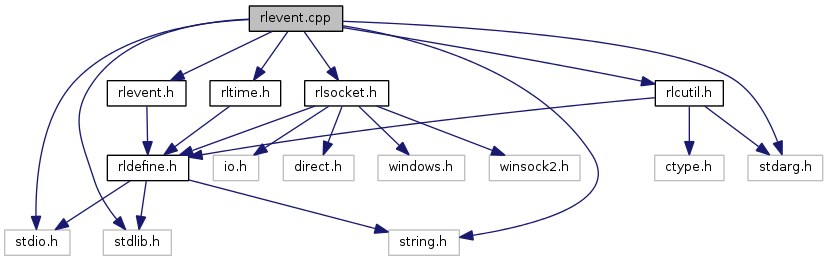 rlevent.cpp
rlevent.h
rltime.h
rlsocket.h
rlcutil.h
rldefine.h
io.h
direct.h
windows.h
winsock2.h
ctype.h
stdarg.h
stdio.h
stdlib.h
string.h